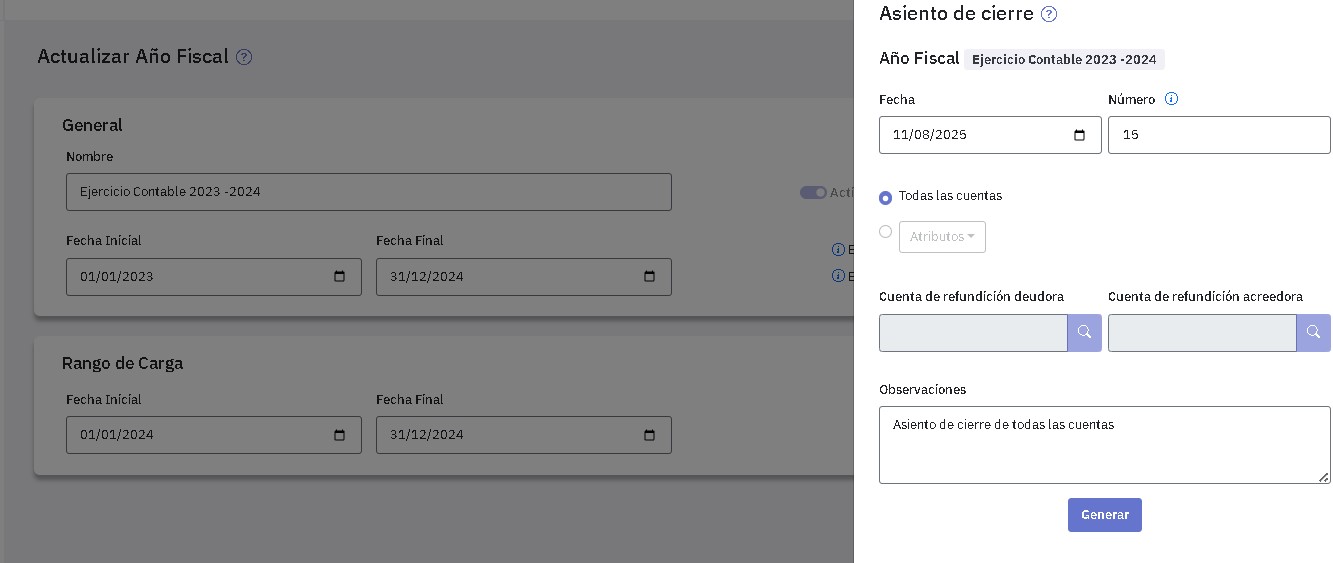 Actualizar Año Fiscal
General
Nombre
Ejercicio Contable 2023 -2024
Acti
Fecha Inicial
Fecha Final
01/01/2023
31/12/2024
E
E
Rango de Carga
Fecha Inicial
Fecha Final
01/01/2024
31/12/2024
Asiento de cierre
Año Fiscal Ejercicio Contable 2023 -2024
Fecha
Número
11/08/2025
15
Todas las cuentas
Atributos
Cuenta de refundición deudora
Cuenta de refundición acreedora
Observaciones
Asiento de cierre de todas las cuentas
Generar